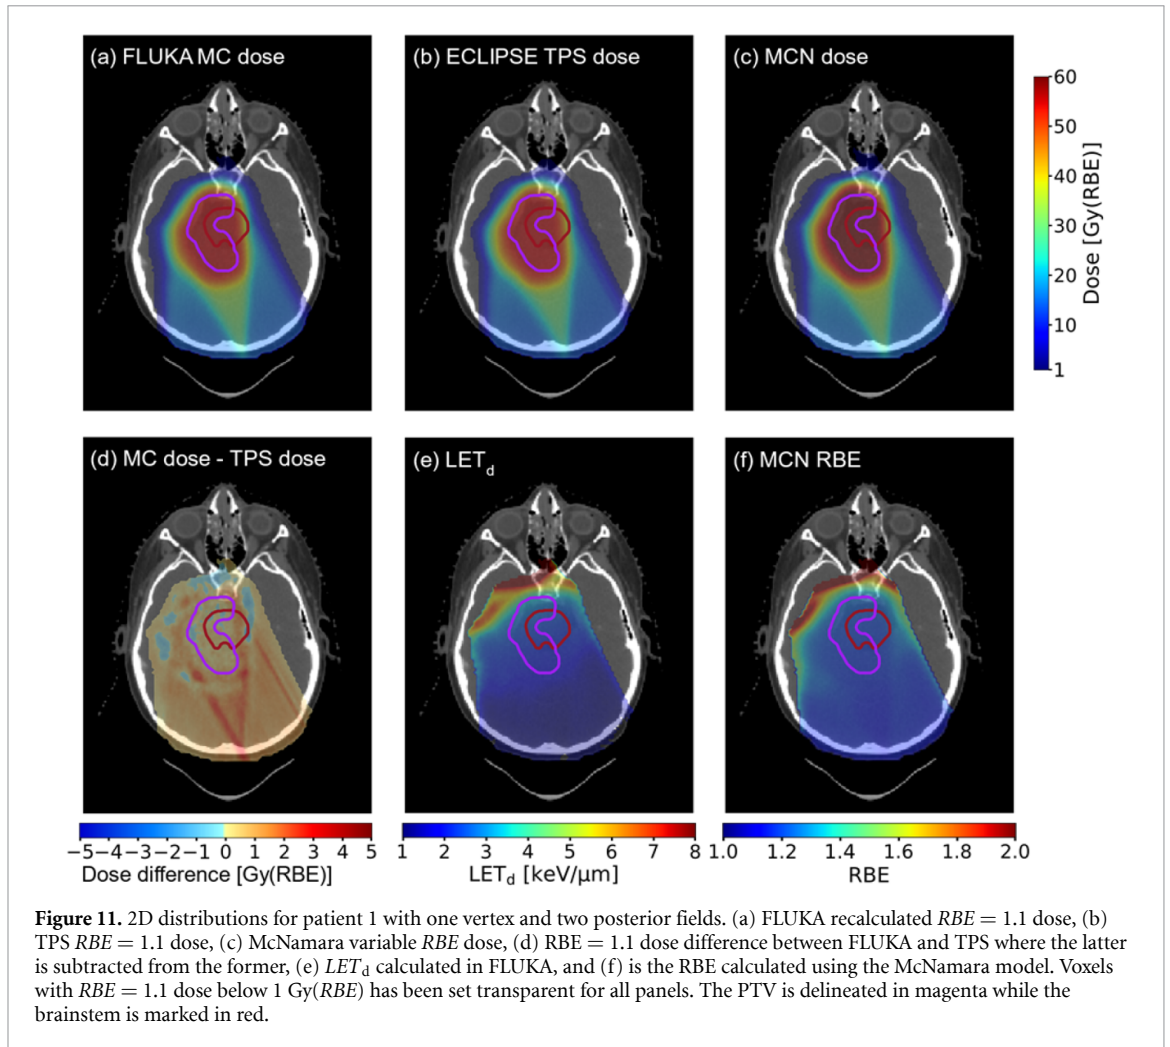 (a) FLUKA MC dose
(b) ECLIPSE TPS dose
(c) MCN dose
60
50
40
30
20
10
1
Dose [Gy(RBE)]
(d) MC dose - TPS dose
(e) LETd
(f) MCN RBE
−5 −4 −3 −2 −1 0 1 2 3 4 5
Dose difference [Gy(RBE)]
1 2 3 4 5 6 7 8
LETd [keV/μm]
1.0 1.2 1.4 1.6 1.8 2.0
RBE
Figure 11. 2D distributions for patient 1 with one vertex and two posterior fields. (a) FLUKA recalculated RBE = 1.1 dose, (b)
TPS RBE = 1.1 dose, (c) McNamara variable RBE dose, (d) RBE = 1.1 dose difference between FLUKA and TPS where the latter
is subtracted from the former, (e) LETd calculated in FLUKA, and (f) is the RBE calculated using the McNamara model. Voxels
with RBE = 1.1 dose below 1 Gy(RBE) has been set transparent for all panels. The PTV is delineated in magenta while the
brainstem is marked in red.